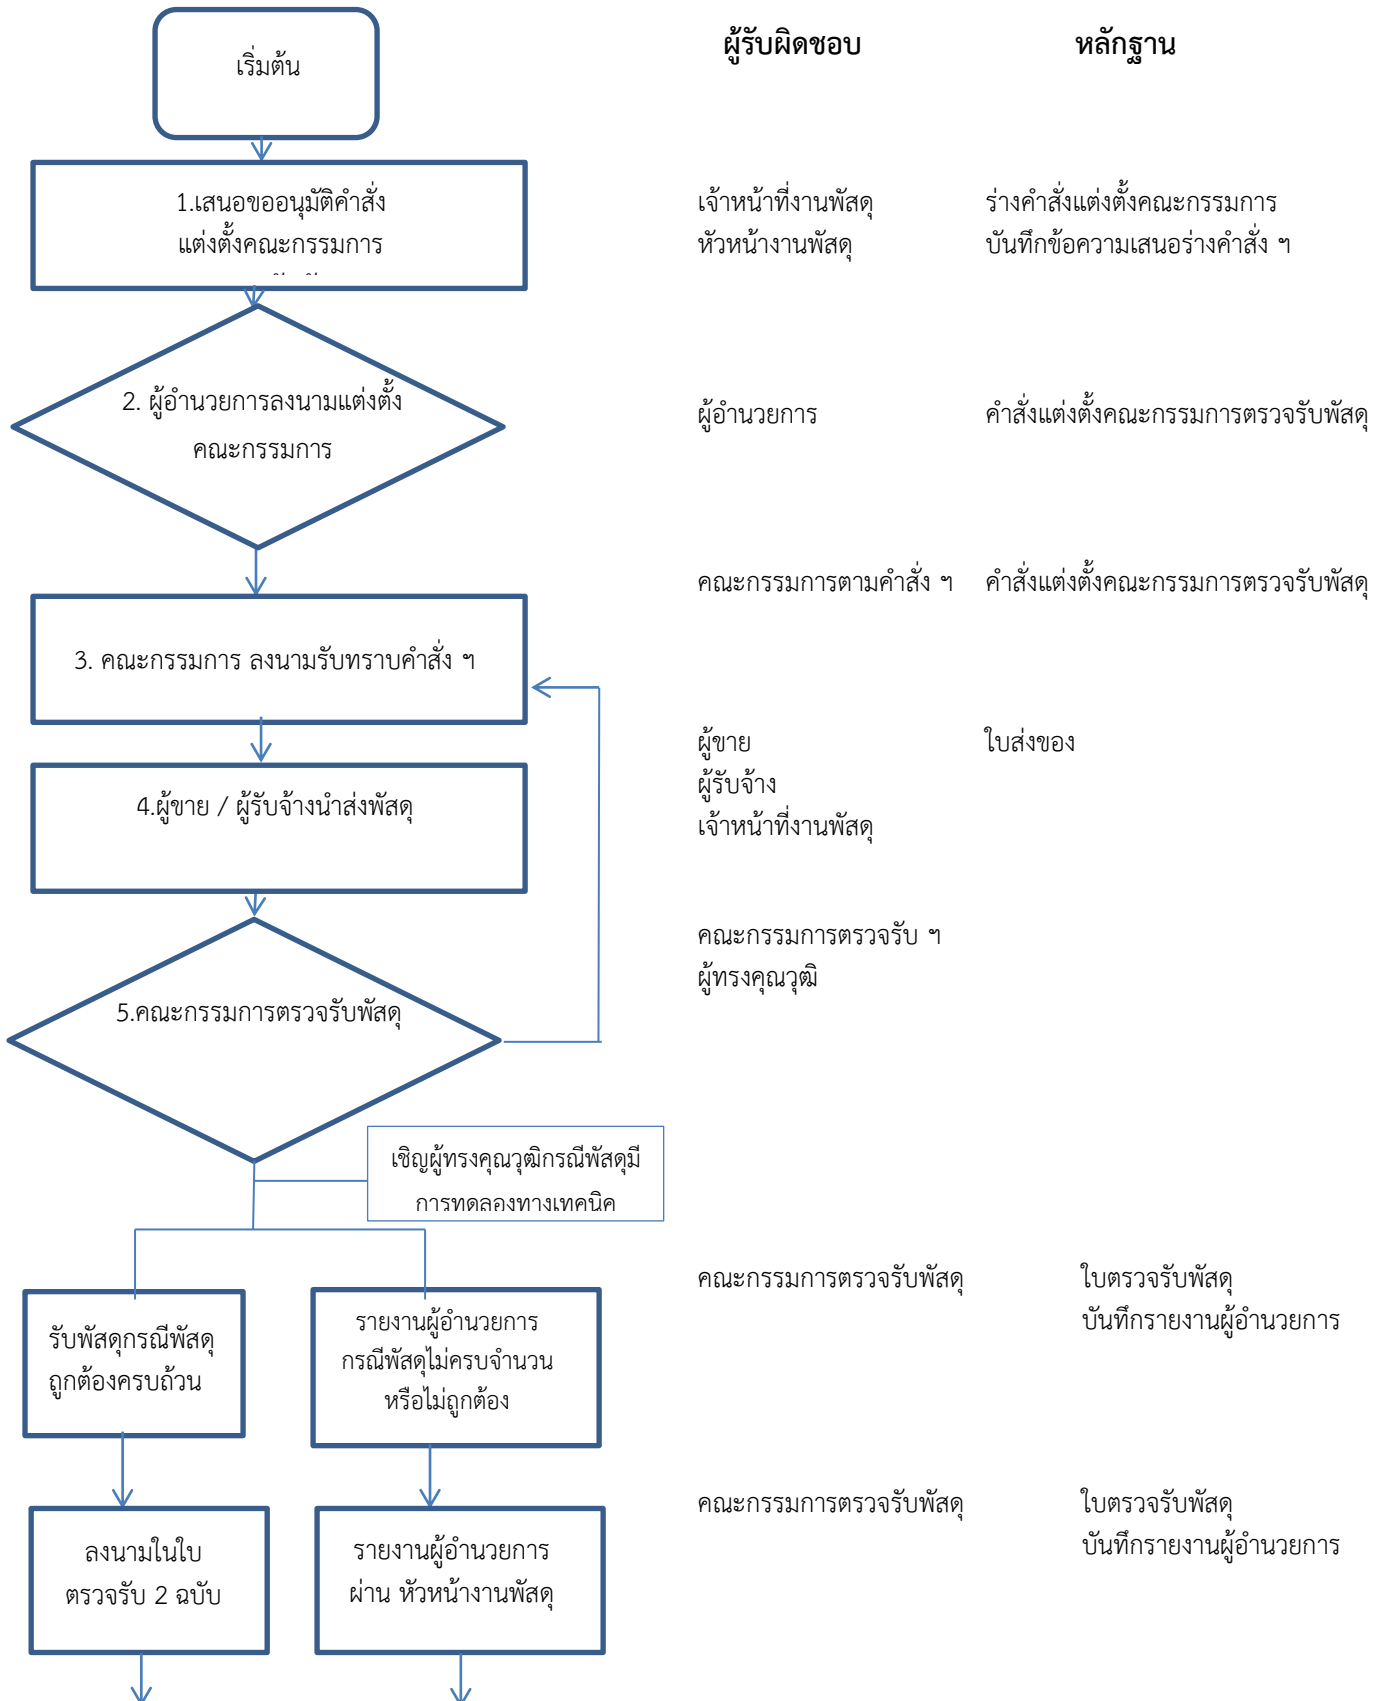 ผู้รับผิดชอบ
หลักฐาน
เริ่มต้น
1.เสนอขออนุมัติคำสั่ง
แต่งตั้งคณะกรรมการ
เจ้าหน้าที่งานพัสดุ
หัวหน้างานพัสดุ
ร่างคำสั่งแต่งตั้งคณะกรรมการ
บันทึกข้อความเสนอร่างคำสั่ง ฯ
2. ผู้อำนวยการลงนามแต่งตั้ง
คณะกรรมการ
ผู้อำนวยการ
คำสั่งแต่งตั้งคณะกรรมการตรวจรับพัสดุ
คณะกรรมการตามคำสั่ง ฯ
คำสั่งแต่งตั้งคณะกรรมการตรวจรับพัสดุ
3. คณะกรรมการ ลงนามรับทราบคำสั่ง ฯ
ผู้ขาย
ผู้รับจ้าง
เจ้าหน้าที่งานพัสดุ
ใบส่งของ
4.ผู้ขาย / ผู้รับจ้างนำส่งพัสดุ
คณะกรรมการตรวจรับ ฯ
ผู้ทรงคุณวุฒิ
5.คณะกรรมการตรวจรับพัสดุ
เชิญผู้ทรงคุณวุฒิกรณีพัสดุมี
การทดลองทางเทคนิค
รับพัสดุกรณีพัสดุ
ถูกต้องครบถ้วน
รายงานผู้อำนวยการ
กรณีพัสดุไม่ครบจำนวน
หรือไม่ถูกต้อง
คณะกรรมการตรวจรับพัสดุ
ใบตรวจรับพัสดุ
บันทึกรายงานผู้อำนวยการ
ลงนามในใบ
ตรวจรับ 2 ฉบับ
รายงานผู้อำนวยการ
ผ่าน หัวหน้างานพัสดุ
คณะกรรมการตรวจรับพัสดุ
ใบตรวจรับพัสดุ
บันทึกรายงานผู้อำนวยการ